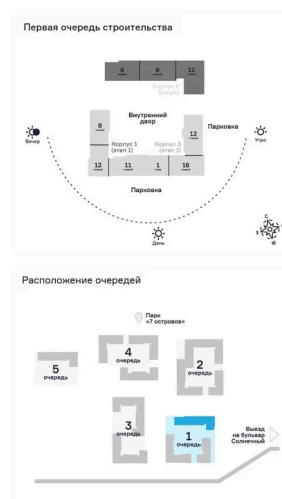 Первая очередь строительства
8 9 12
Корпус 2
Внутренний
двор
8
12
Парковка
Вечер
Утро
Корпус 1
(этап 1)
Корпус 3
(этап 1)
12 11 1 16
Парковка
День
С
З
Ю
Расположение очередей
Парк
«7 островов»
4
очередь
5
очередь
2
очередь
3
очередь
1
очередь
Выезд
на бульвар
Солнечный